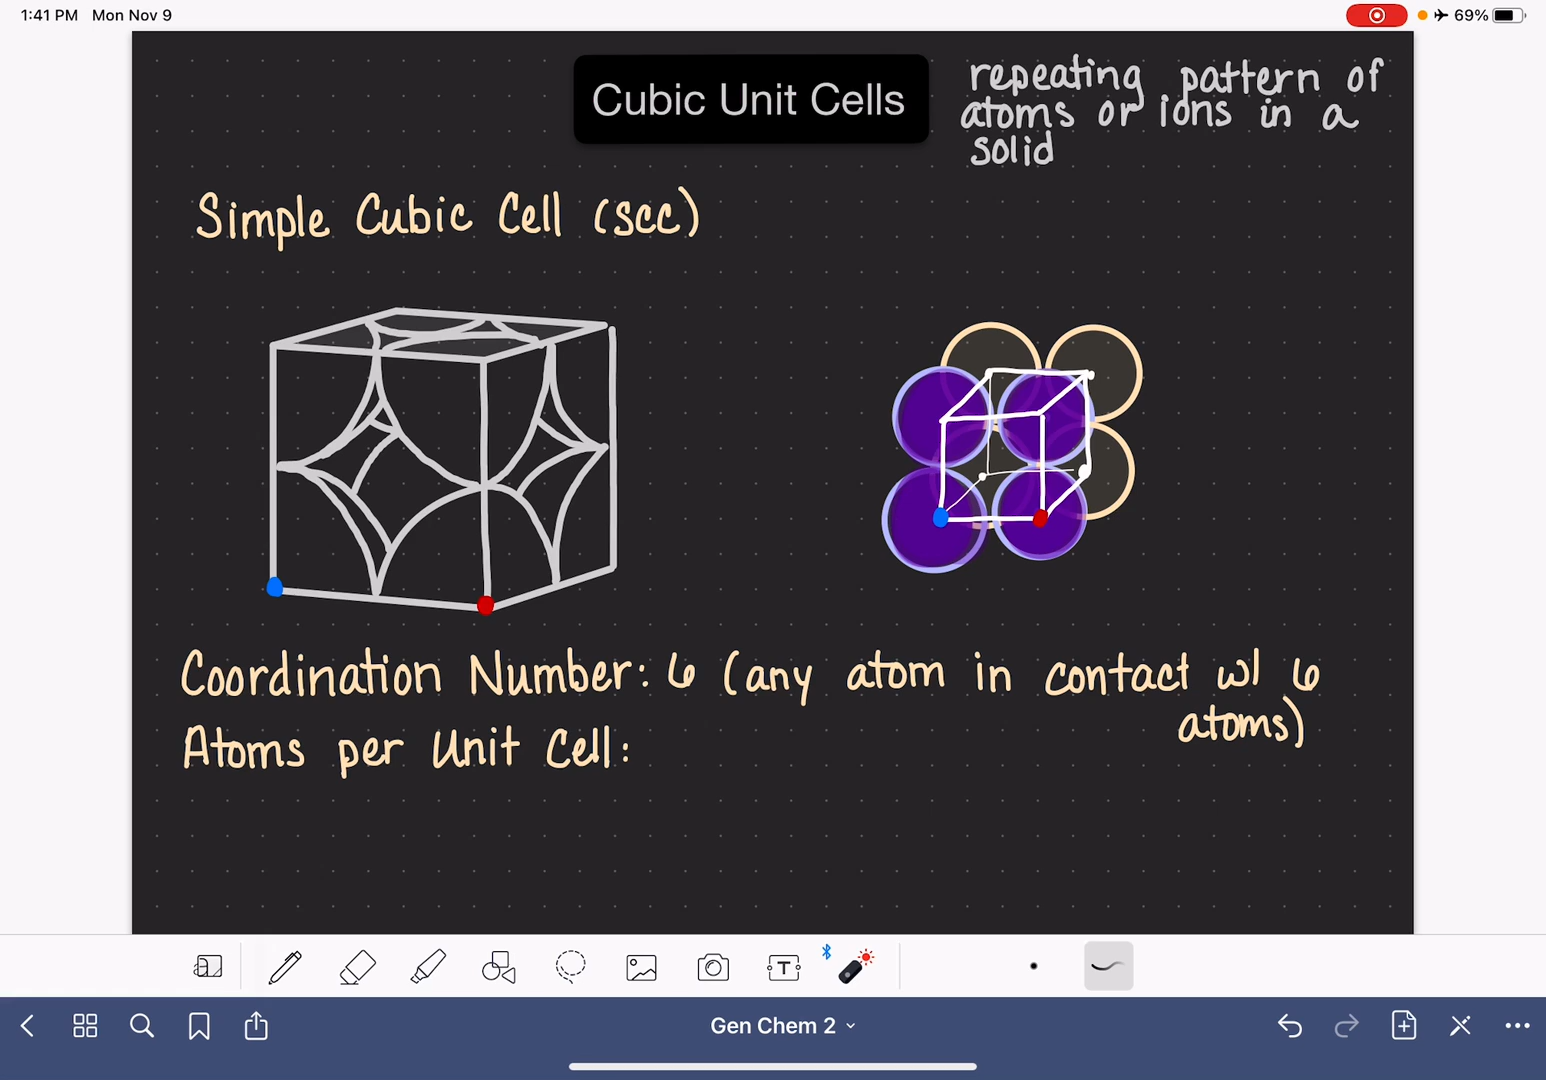 1:41 PM Mon Nov 9
69%
Cubic Unit Cells
repeating pattern of
atoms or ions in a
solid
Simple Cubic Cell (scc)
Coordination Number: 6 (any atom in contact w/ 6
atoms)
Atoms per Unit Cell:
T
Gen Chem 2